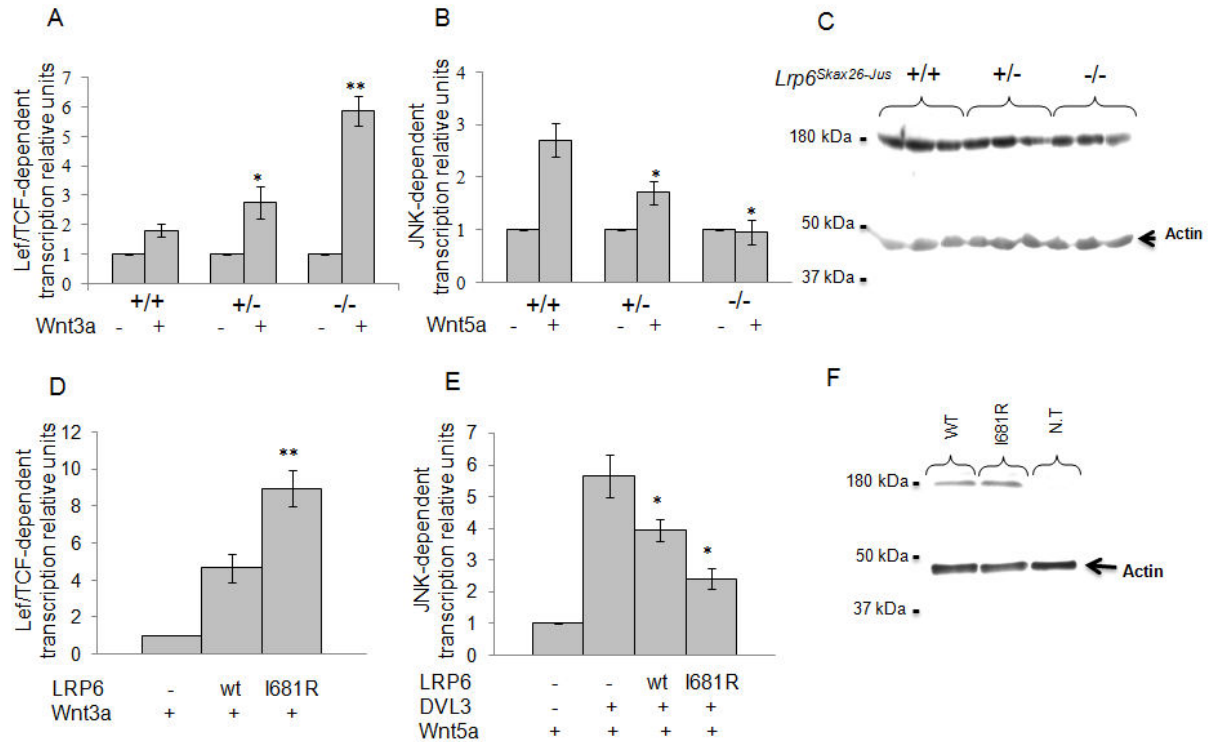 A
Lef/TCF-dependent
transcription relative units
7
6
5
4
3
2
1
0
*
**
+/+
+/-
-/-
Wnt3a - + - + - +
B
JNK-dependent
transcription relative units
4
3
2
1
0
*
*
+/+
+/-
-/-
Wnt5a - + - + - +
C
Lrp6Skax26-Jus +/+ +/- -/-
180 kDa
50 kDa
Actin
37 kDa
D
Lef/TCF-dependent
transcription relative units
12
10
8
6
4
2
0
**
LRP6 - wt I681R
Wnt3a + + +
E
JNK-dependent
transcription relative units
7
6
5
4
3
2
1
0
*
*
LRP6 - - wt I681R
DVL3 - + + +
Wnt5a + + + +
F
WT I681R N.T
180 kDa
50 kDa
Actin
37 kDa